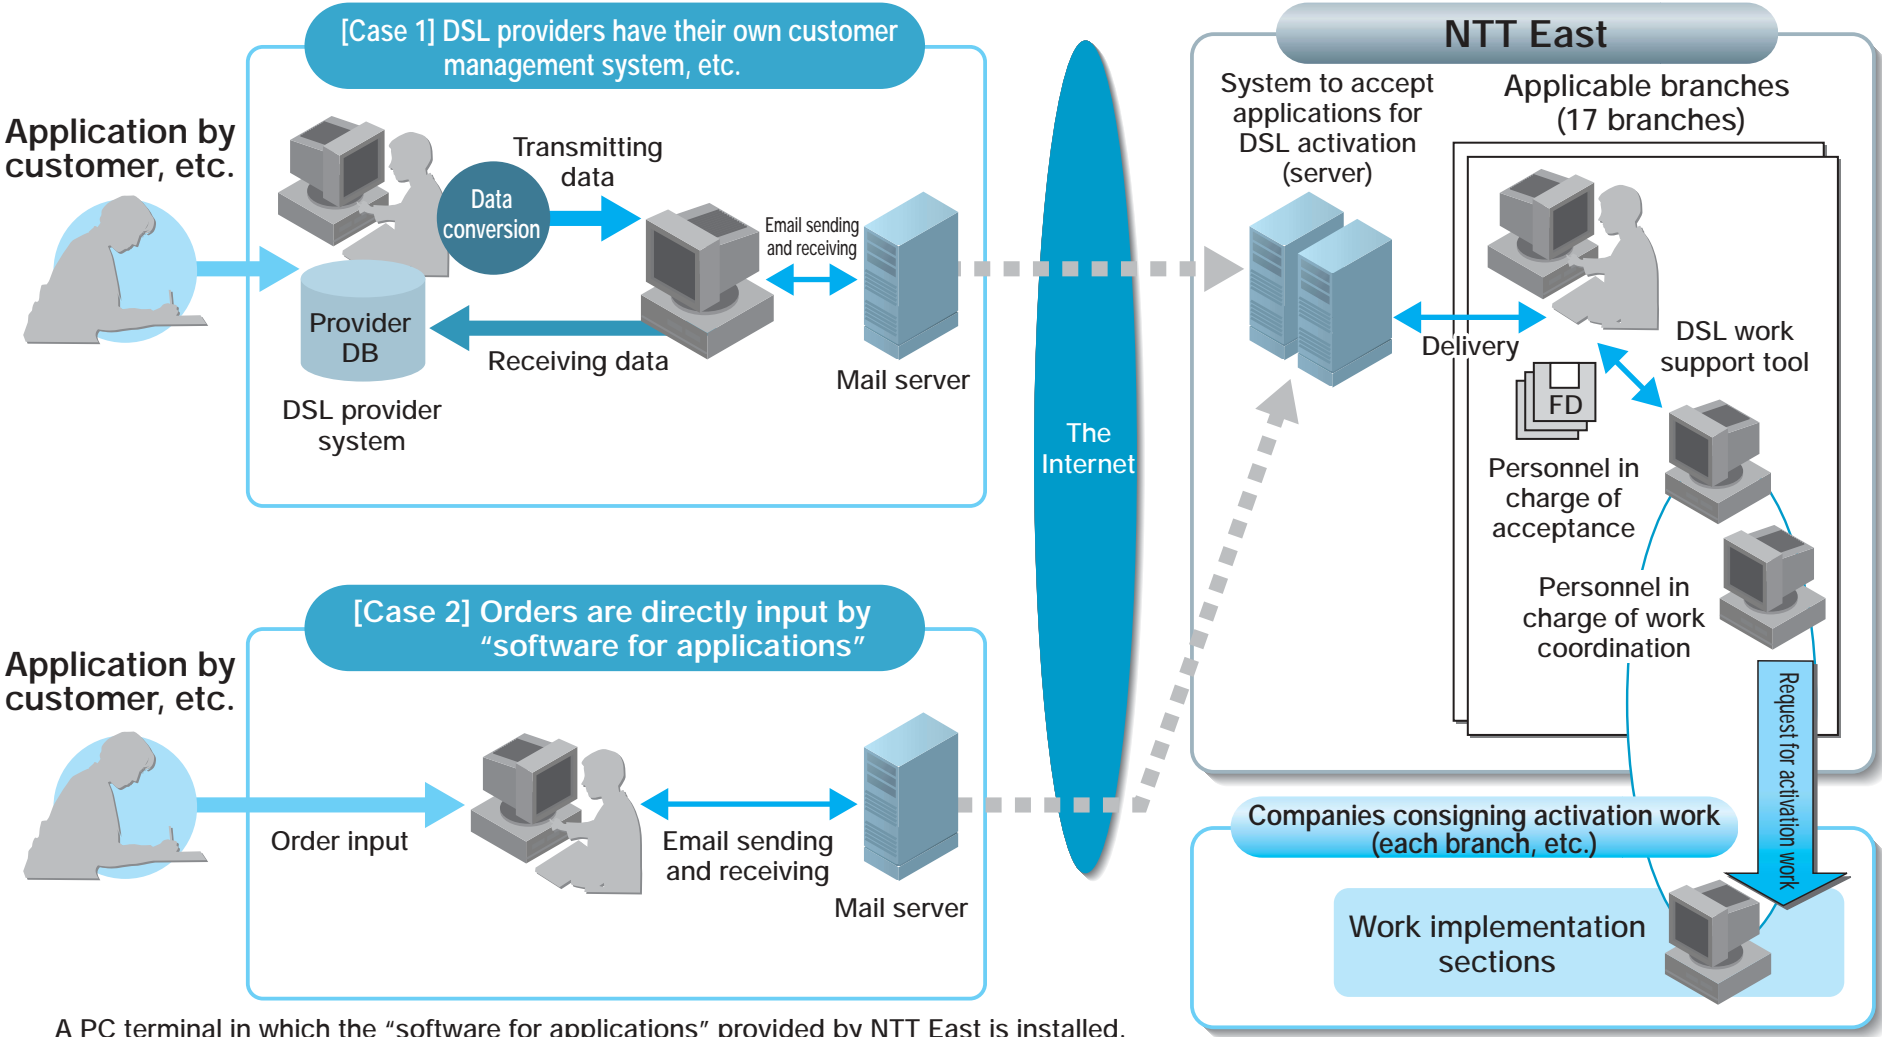 [Case 1] DSL providers have their own customer
management system, etc.
Application by
customer, etc.
Data
conversion
Transmitting
data
Email sending
and receiving
Provider
DB
Receiving data
DSL provider
system
Mail server
The
Internet
NTT East
System to accept
applications for
DSL activation
(server)
Applicable branches
(17 branches)
Delivery
DSL work
support tool
FD
Personnel in
charge of
acceptance
Personnel in
charge of work
coordination
Request for activation work
[Case 2] Orders are directly input by
“software for applications”
Application by
customer, etc.
Order input
Email sending
and receiving
Mail server
Companies consigning activation work
(each branch, etc.)
Work implementation
sections
A PC terminal in which the “software for applications” provided by NTT East is installed.